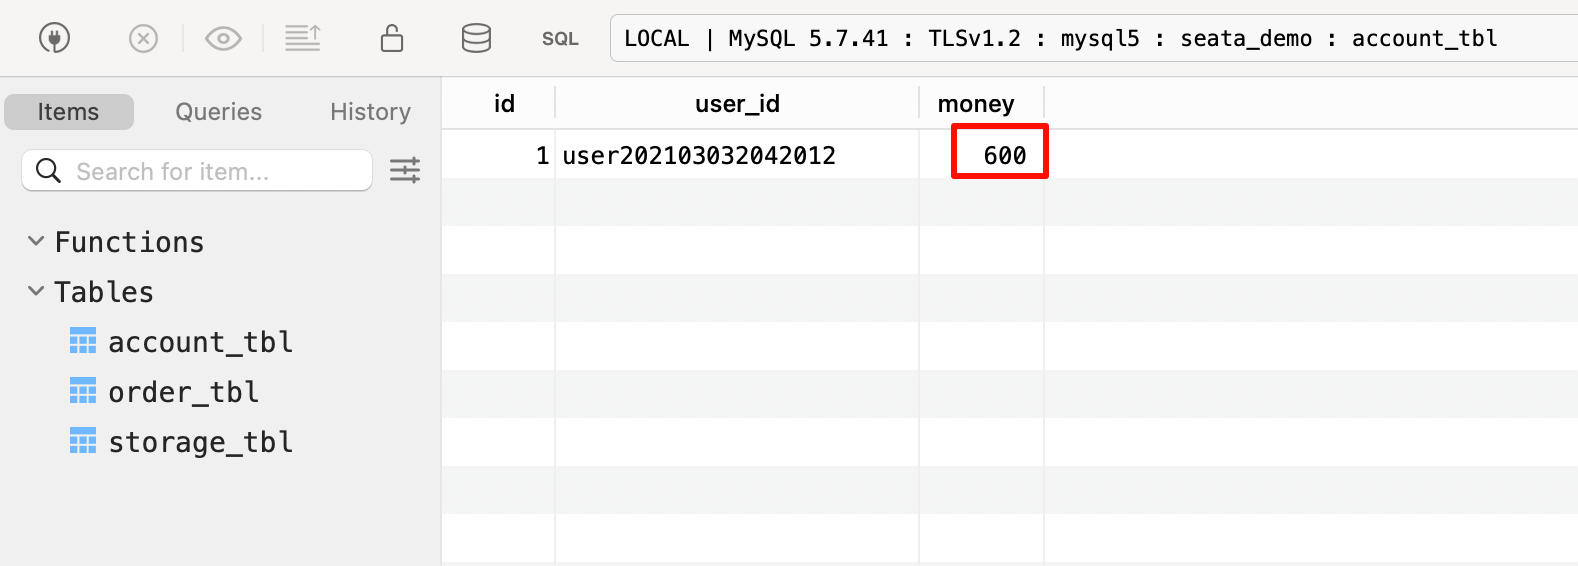 SQL LOCAL | MySQL 5.7.41 : TLSv1.2 : mysql5 : seata_demo : account_tbl
Items Queries History
Search for item...
Functions
Tables
account_tbl
order_tbl
storage_tbl
id user_id money
1 user202103032042012 600